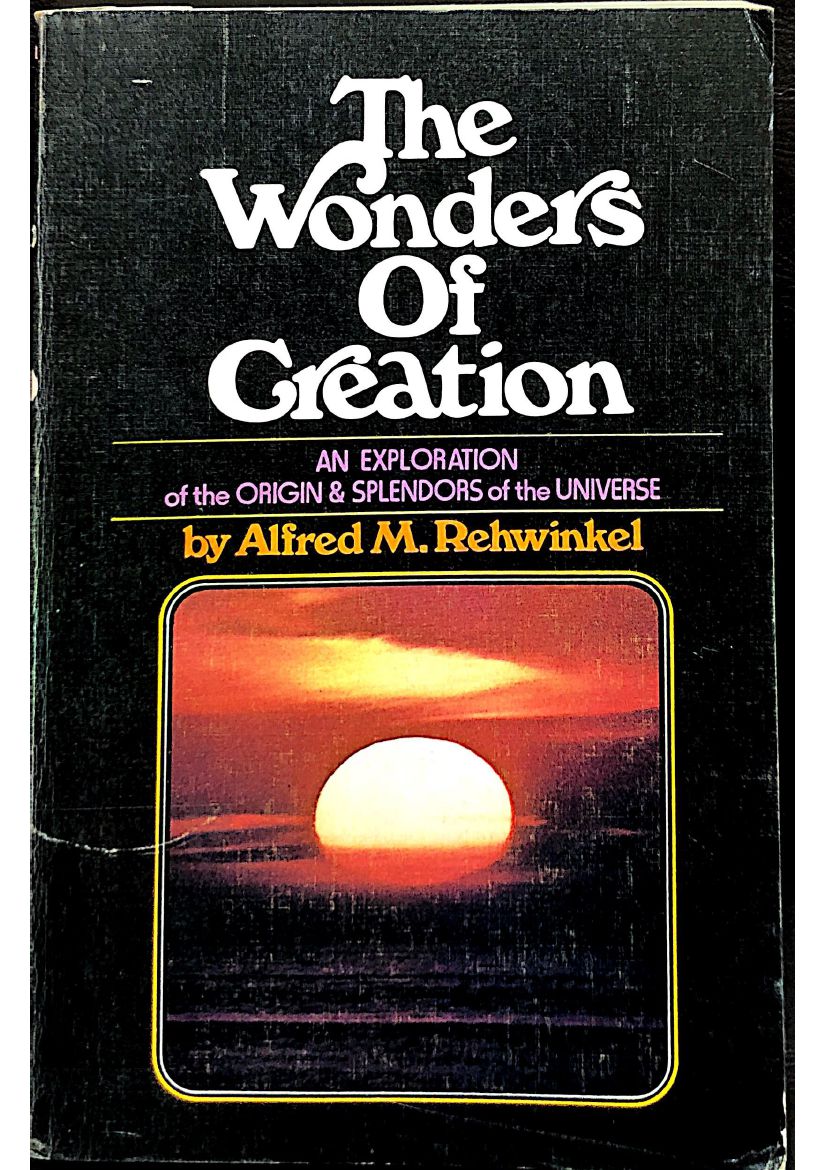 The
Wonders
Of
Creation
AN EXPLORATION
of the ORIGIN & SPLENDORS of the UNIVERSE
by Alfred M. Rehwinkel